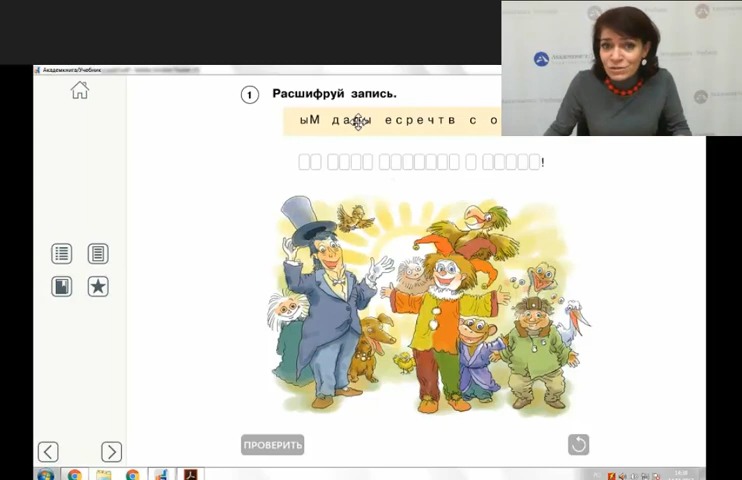 Академкнига/Учебник
1 Расшифруй запись.
ыМ дары есречтв с о
!
ПРОВЕРИТЬ